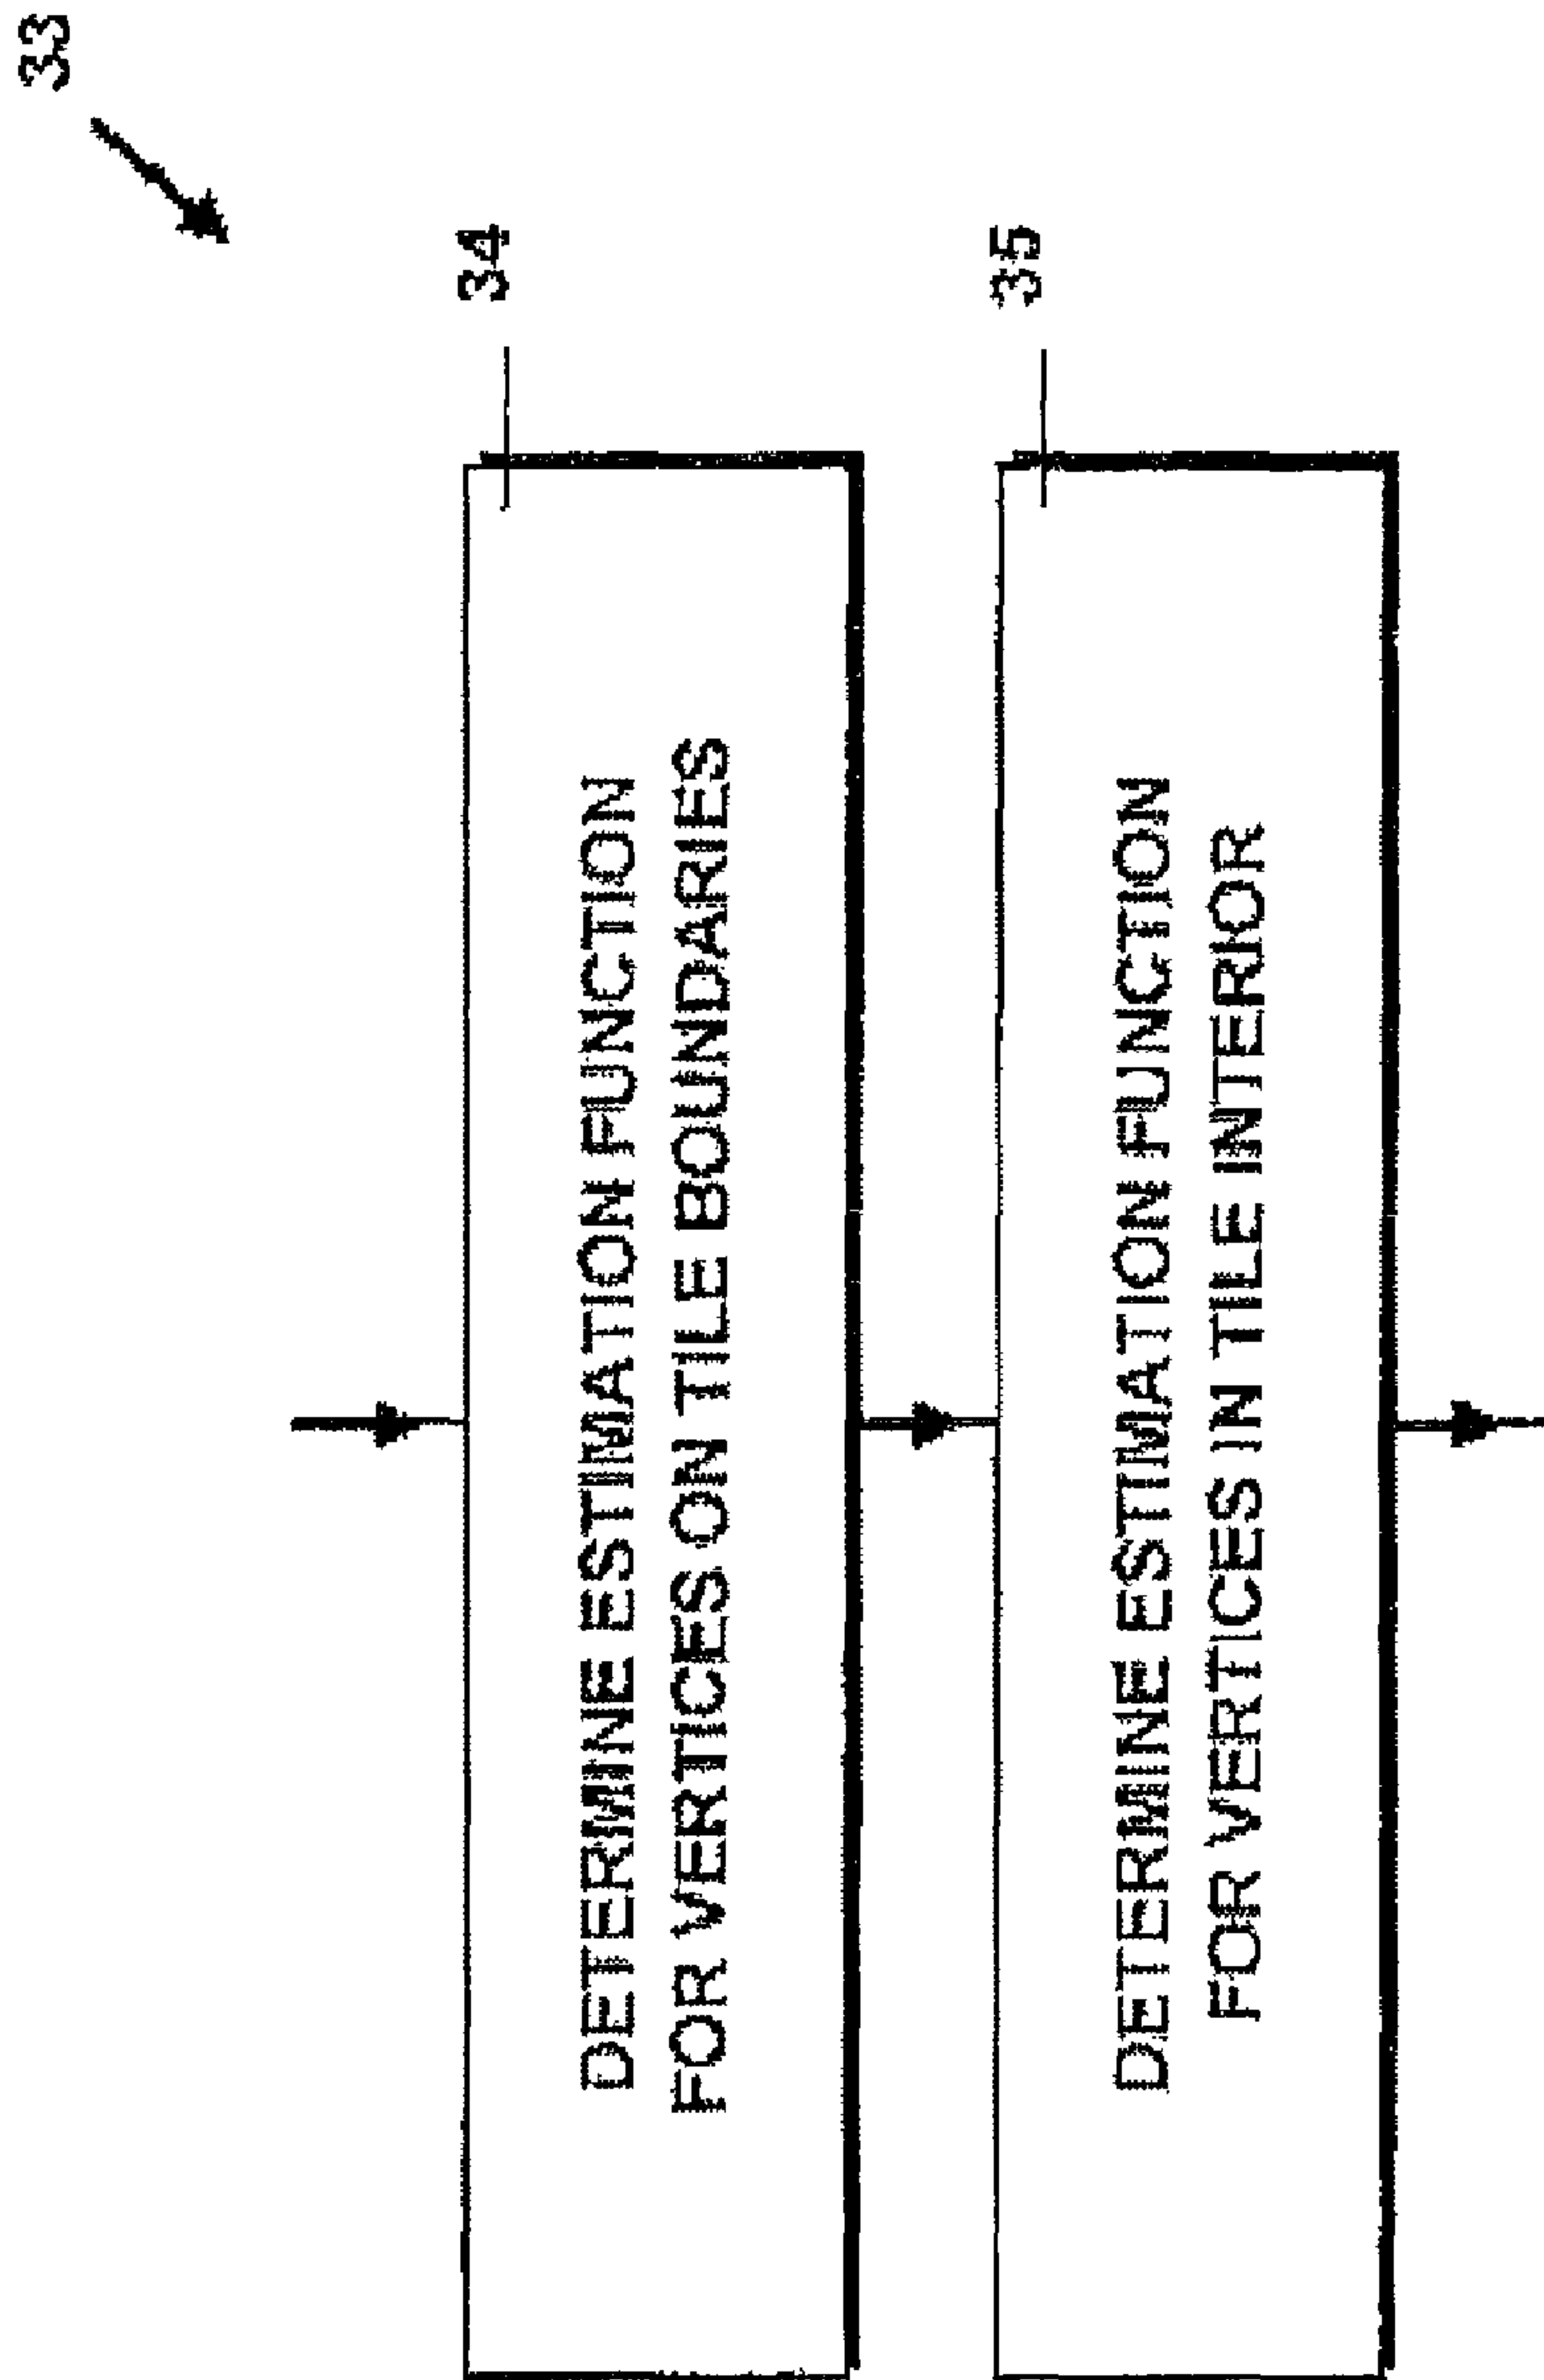 33
34
DETERMINE ESTIMATION FUNCTION
FOR VERTICES ON TILE BOUNDARIES
35
DETERMINE ESTIMATION FUNCTION
FOR VERTICES IN TILE INTERIOR